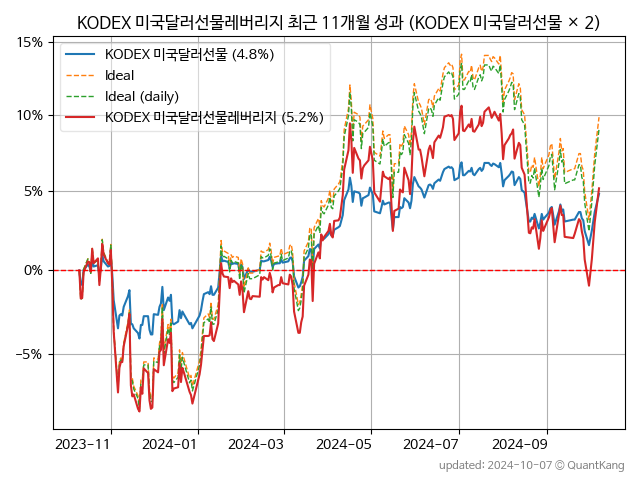 KODEX 미국달러선물레버리지 최근 11개월 성과 (KODEX 미국달러선물 × 2)
15%
10%
5%
0%
−5%
KODEX 미국달러선물 (4.8%)
Ideal
Ideal (daily)
KODEX 미국달러선물레버리지 (5.2%)
2023-11
2024-01
2024-03
2024-05
2024-07
2024-09
updated: 2024-10-07 © QuantKang